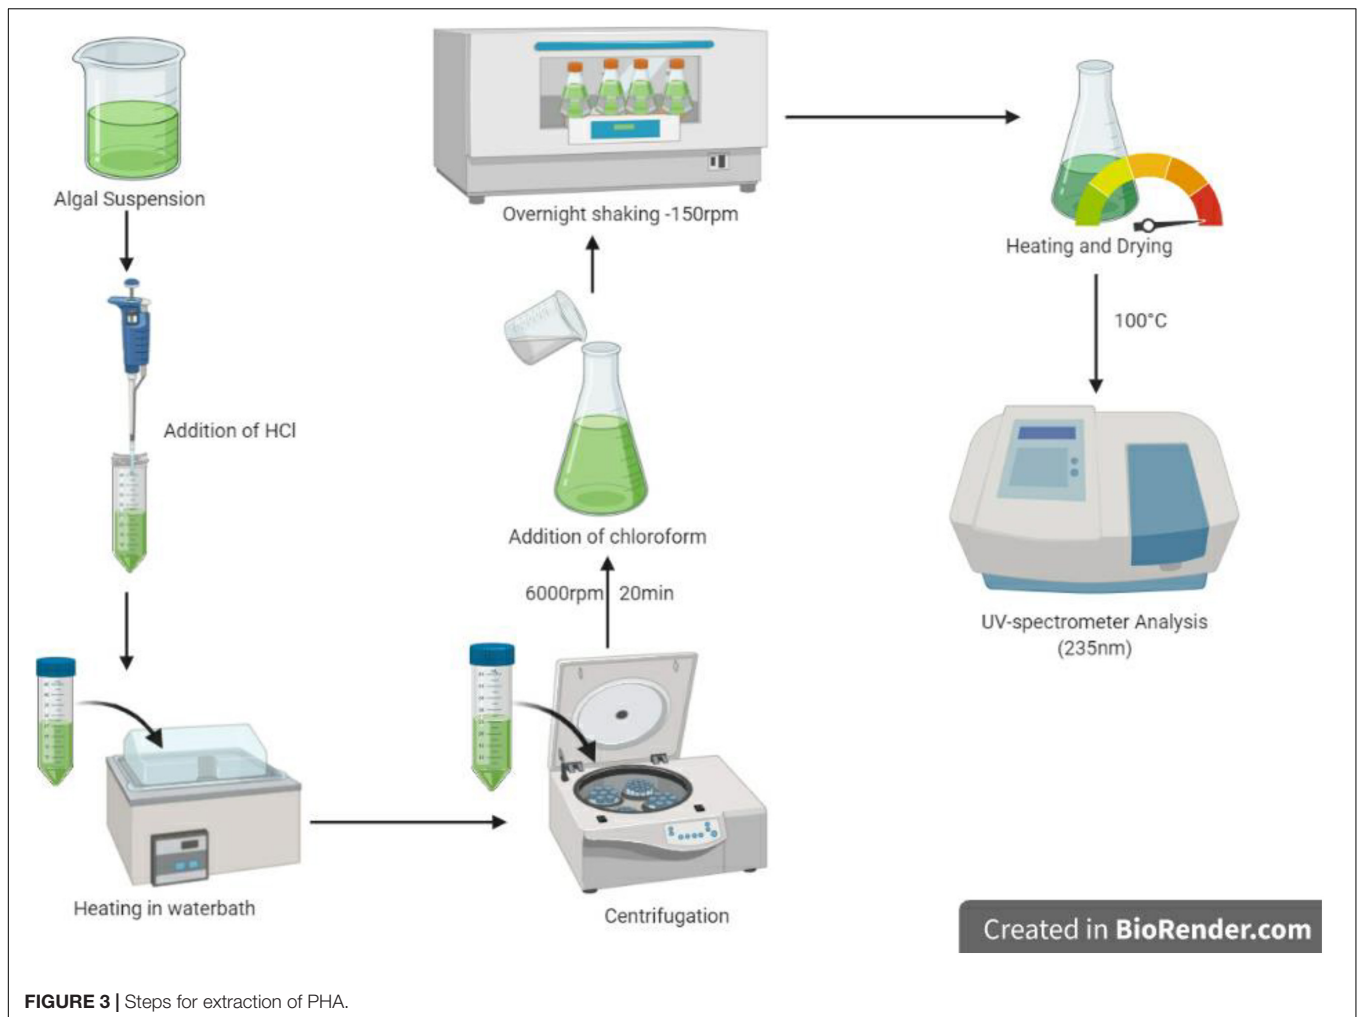 Algal Suspension
Addition of HCl
Heating in waterbath
Centrifugation
6000rpm 20min
Addition of chloroform
Overnight shaking -150rpm
Heating and Drying
100°C
UV-spectrometer Analysis
(235nm)
Created in BioRender.com
FIGURE 3 | Steps for extraction of PHA.